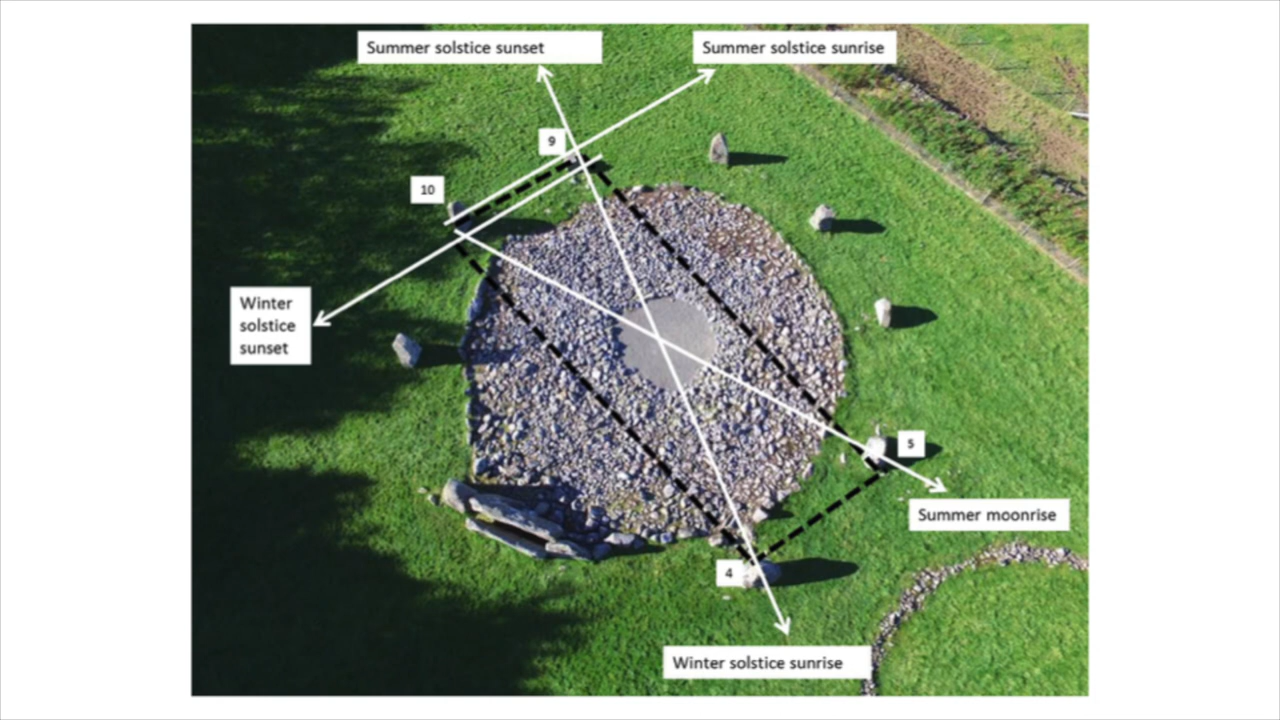 Summer solstice sunset
Summer solstice sunrise
9
10
Winter
solstice
sunset
5
Summer moonrise
4
Winter solstice sunrise